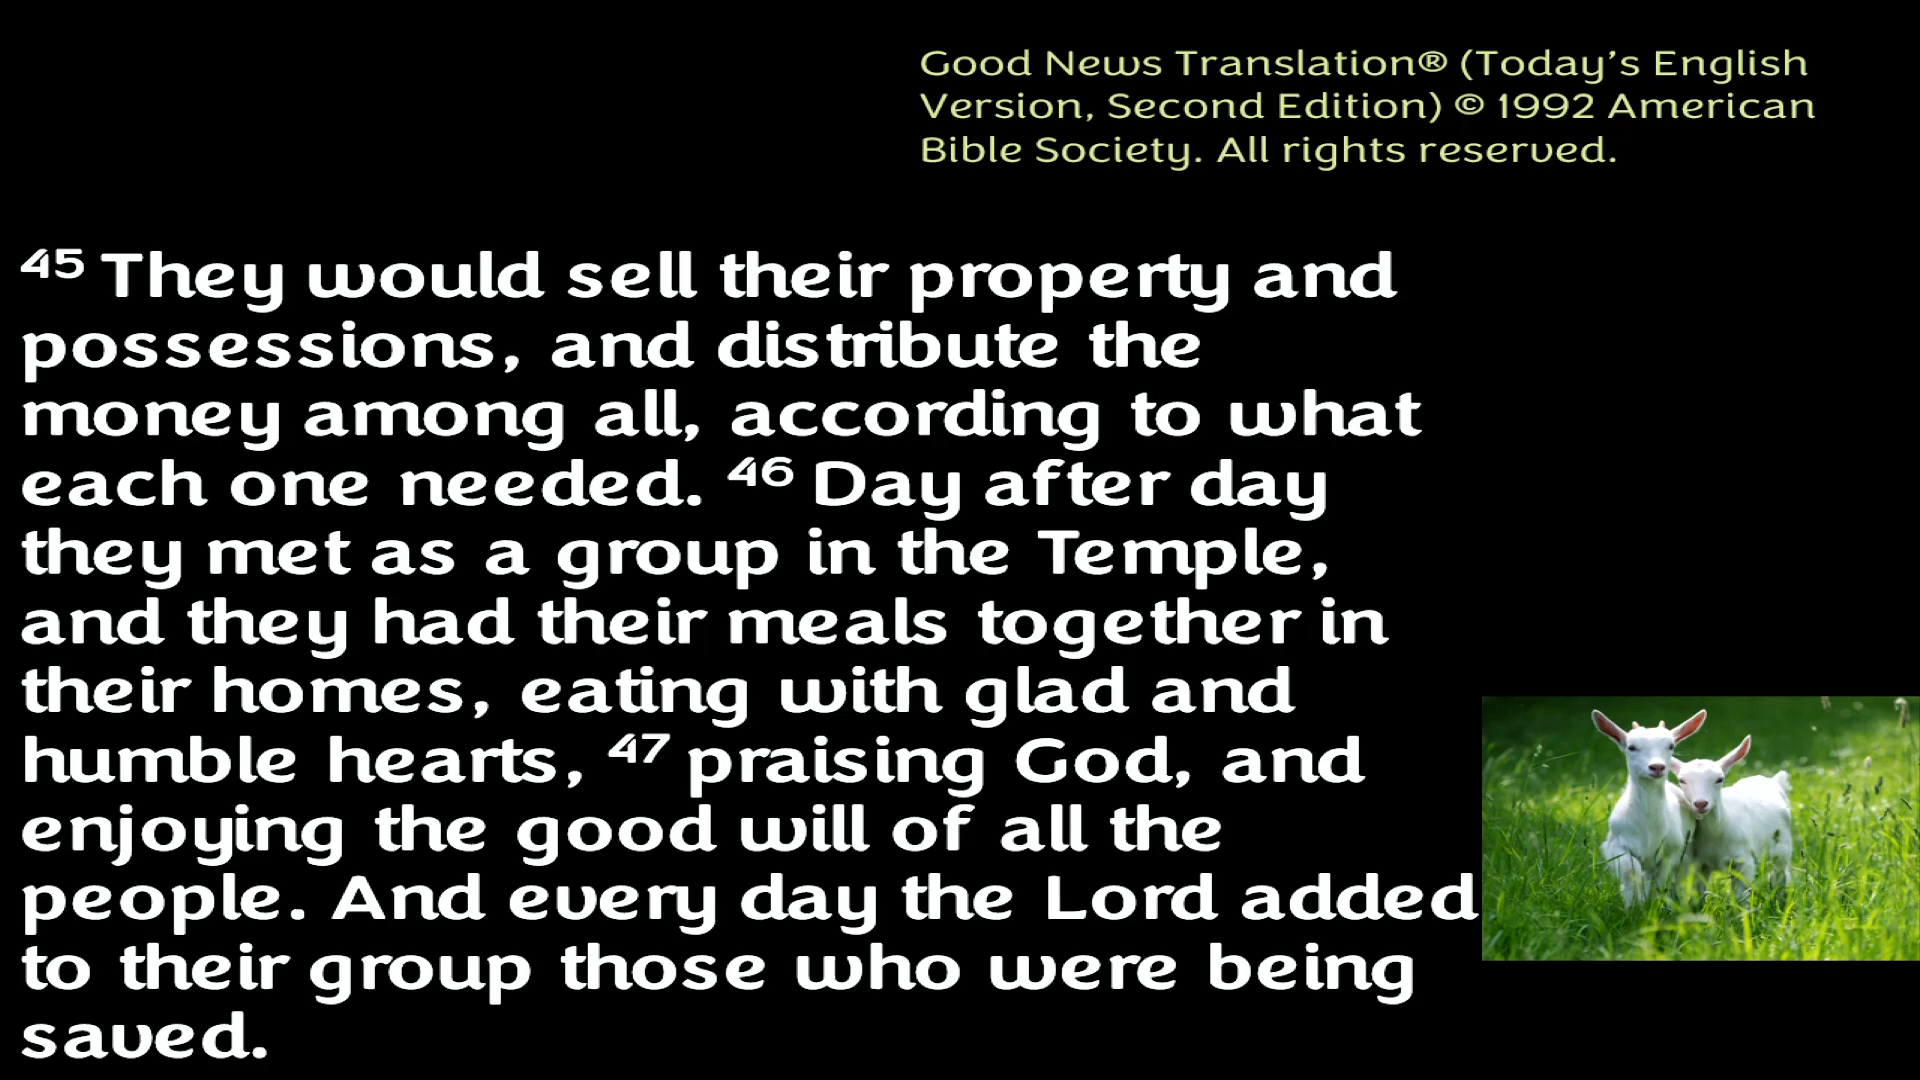 Good News Translation® (Today’s English
Version, Second Edition) © 1992 American
Bible Society. All rights reserved.
45 They would sell their property and
possessions, and distribute the
money among all, according to what
each one needed. 46 Day after day
they met as a group in the Temple,
and they had their meals together in
their homes, eating with glad and
humble hearts, 47 praising God, and
enjoying the good will of all the
people. And every day the Lord added
to their group those who were being
saved.